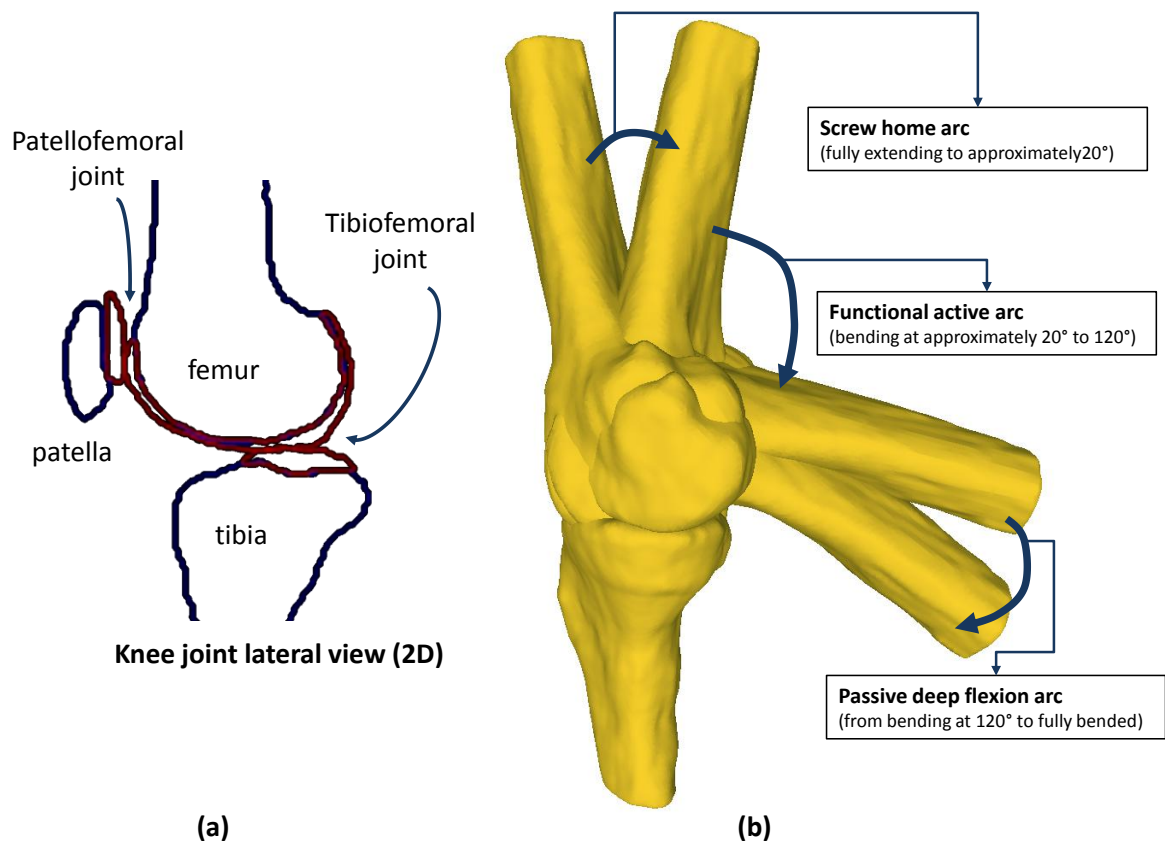 Patellofemoral
joint
Tibiofemoral
joint
femur
patella
tibia
Knee joint lateral view (2D)
(a)
Screw home arc
(fully extending to approximately20°)
Functional active arc
(bending at approximately 20° to 120°)
Passive deep flexion arc
(from bending at 120° to fully bended)
(b)